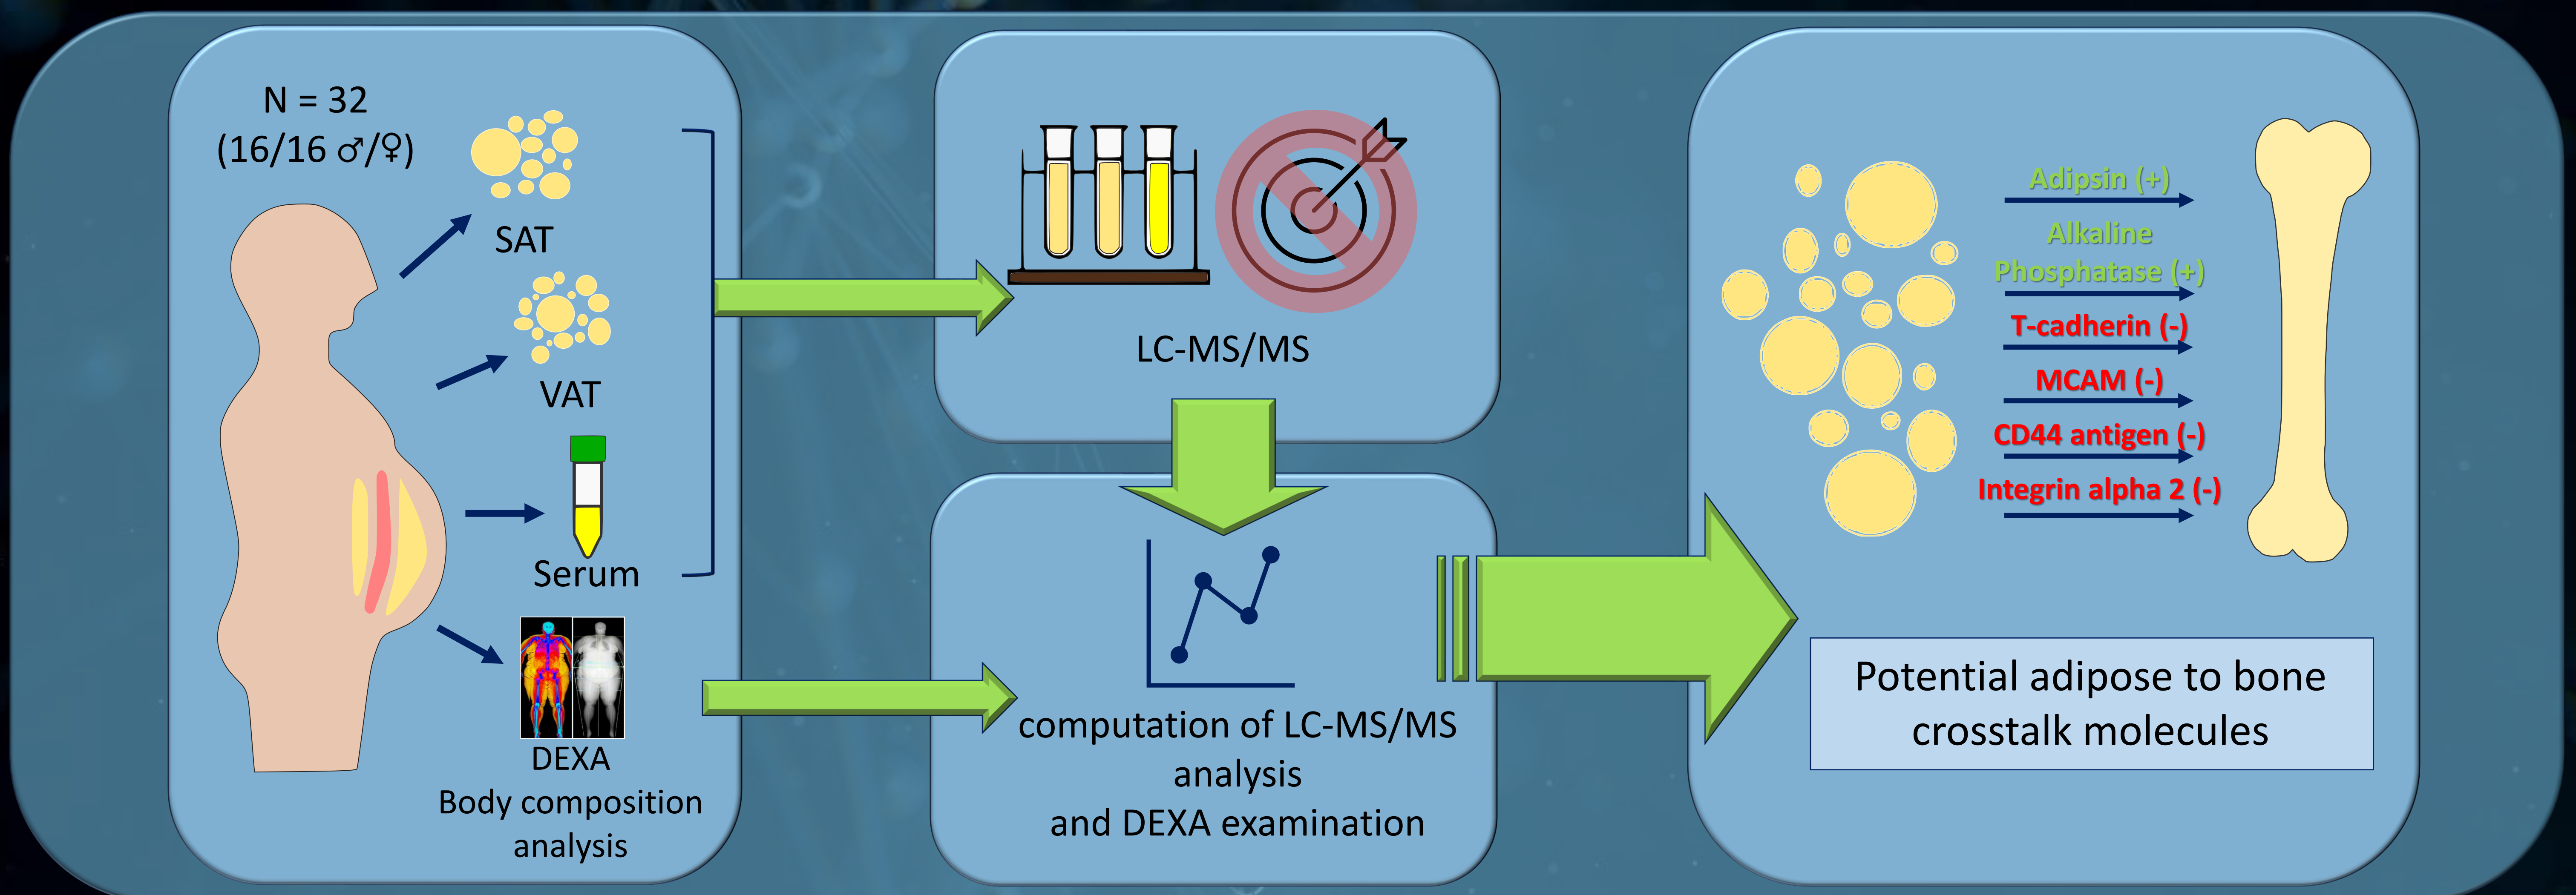 N = 32
(16/16 ♂/♀)
SAT
VAT
Serum
DEXA
Body composition
analysis
LC-MS/MS
computation of LC-MS/MS
analysis
and DEXA examination
Adipsin (+)
Alkaline
Phosphatase (+)
T-cadherin (-)
MCAM (-)
CD44 antigen (-)
Integrin alpha 2 (-)
Potential adipose to bone
crosstalk molecules